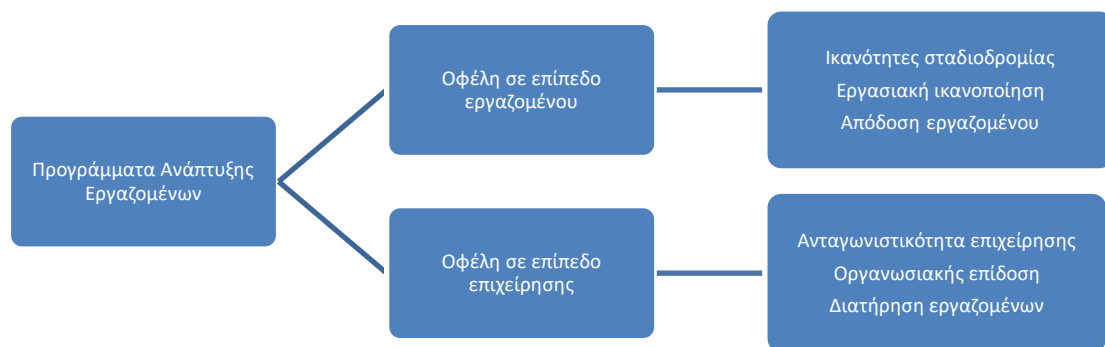 Προγράμματα Ανάπτυξης
Εργαζομένων
Οφέλη σε επίπεδο
εργαζομένου
Ικανότητες σταδιοδρομίας
Εργασιακή ικανοποίηση
Απόδοση εργαζομένου
Οφέλη σε επίπεδο
επιχείρησης
Ανταγωνιστικότητα επιχείρησης
Οργανωσιακής επίδοση
Διατήρηση εργαζομένων